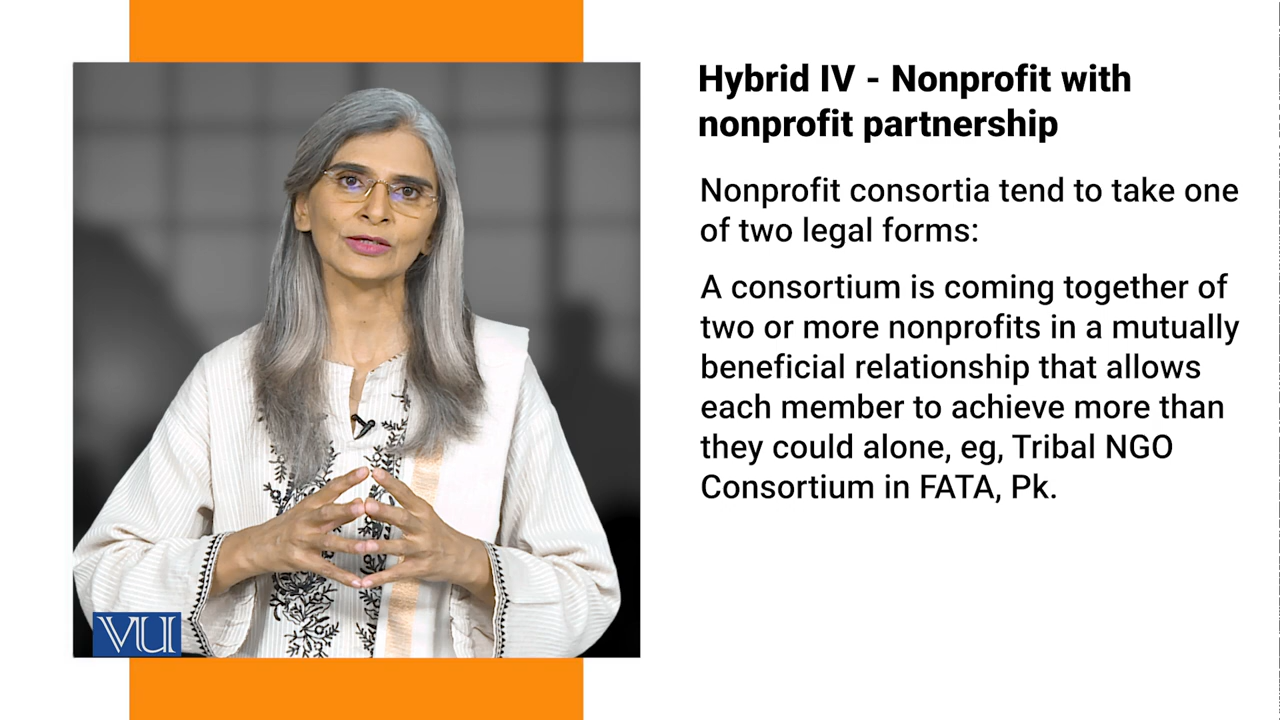 Hybrid IV - Nonprofit with
nonprofit partnership
Nonprofit consortia tend to take one
of two legal forms:
A consortium is coming together of
two or more nonprofits in a mutually
beneficial relationship that allows
each member to achieve more than
they could alone, eg, Tribal NGO
Consortium in FATA, Pk.
VU